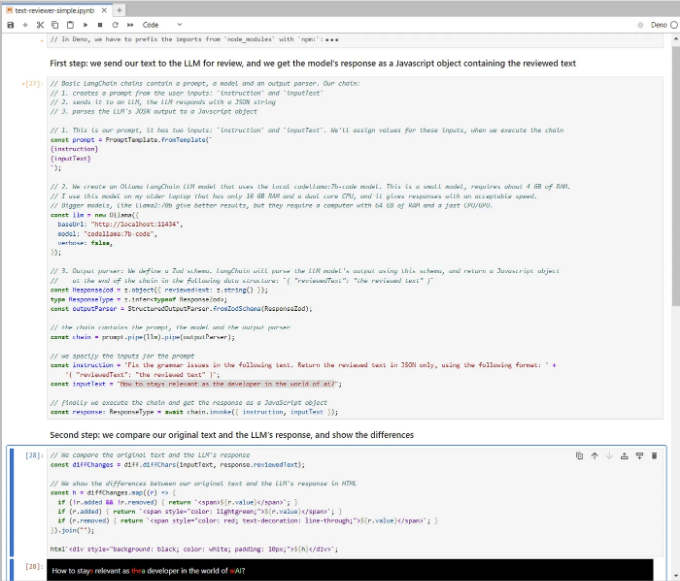 text-reviewer-simple.ipynb
Code
Deno
// In Deno, we have to prefix the imports from `node_modules` with `npm:`:
First step: we send our text to the LLM for review, and we get the model's response as a Javascript object containing the reviewed text
[27]:
// Basic LangChain chains contain a prompt, a model and an output parser. Our chain:
// 1. creates a prompt from the user inputs: `instruction` and `inputText`
// 2. sends it to an LLM, the LLM responds with a JSON string
// 3. parses the LLM's JOSN output to a Javscript object
// 1. This is our prompt, it has two inputs: `instruction` and `inputText`. We'll assign values for these inputs, when we execute the chain
const prompt = PromptTemplate.fromTemplate(`
{instruction}
{inputText}
`);
// 2. We create an Ollama LangChain LLM model that uses the local codellama:7b-code model. This is a small model, requires about 4 GB of RAM.
// I use this model on my older laptop that has only 16 GB RAM and a dual core CPU, and it gives responses with an acceptable speed.
// Bigger models, like llama2:70b give better results, but they require a computer with 64 GB of RAM and a fast CPU/GPU.
const llm = new Ollama({
baseUrl: "http://localhost:11434",
model: "codellama:7b-code",
verbose: false,
});
// 3. Output parser: We define a Zod schema. LangChain will parse the LLM model's output using this schema, and return a Javascript object
// at the end of the chain in the following data structure: `{ "reviewedText": "the reviewed text" }`
const ResponseZod = z.object({ reviewedText: z.string() });
type ResponseType = z.infer<typeof ResponseZod>;
const outputParser = StructuredOutputParser.fromZodSchema(ResponseZod);
// the chain contains the prompt, the model and the output parser
const chain = prompt.pipe(llm).pipe(outputParser);
// we specify the inputs for the prompt
const instruction = 'Fix the grammar issues in the following text. Return the reviewed text in JSON only, using the following format: ' +
'{ "reviewedText": "the reviewed text" }';
const inputText = "How to stays relevant as the developer in the world of ai?";
// finally we execute the chain and get the response as a JavaScript object
const response: ResponseType = await chain.invoke({ instruction, inputText });
Second step: we compare our original text and the LLM's response, and show the differences
[28]:
// We compare the original text and the LLM's response
const diffChanges = diff.diffChars(inputText, response.reviewedText);
// We show the differences between our original text and the LLM's response in HTML
const h = diffChanges.map((r) => {
if (!r.added && !r.removed) { return `<span>${r.value}</span>`; }
if (r.added) { return `<span style="color: lightgreen;">${r.value}</span>`; }
if (r.removed) { return `<span style="color: red; text-decoration: line-through;">${r.value}</span>`; }
}).join("");
html`<div style="background: black; color: white; padding: 10px;">${h}</div>`;
[28]:
How to stays relevant as thea developer in the world of aiAI?